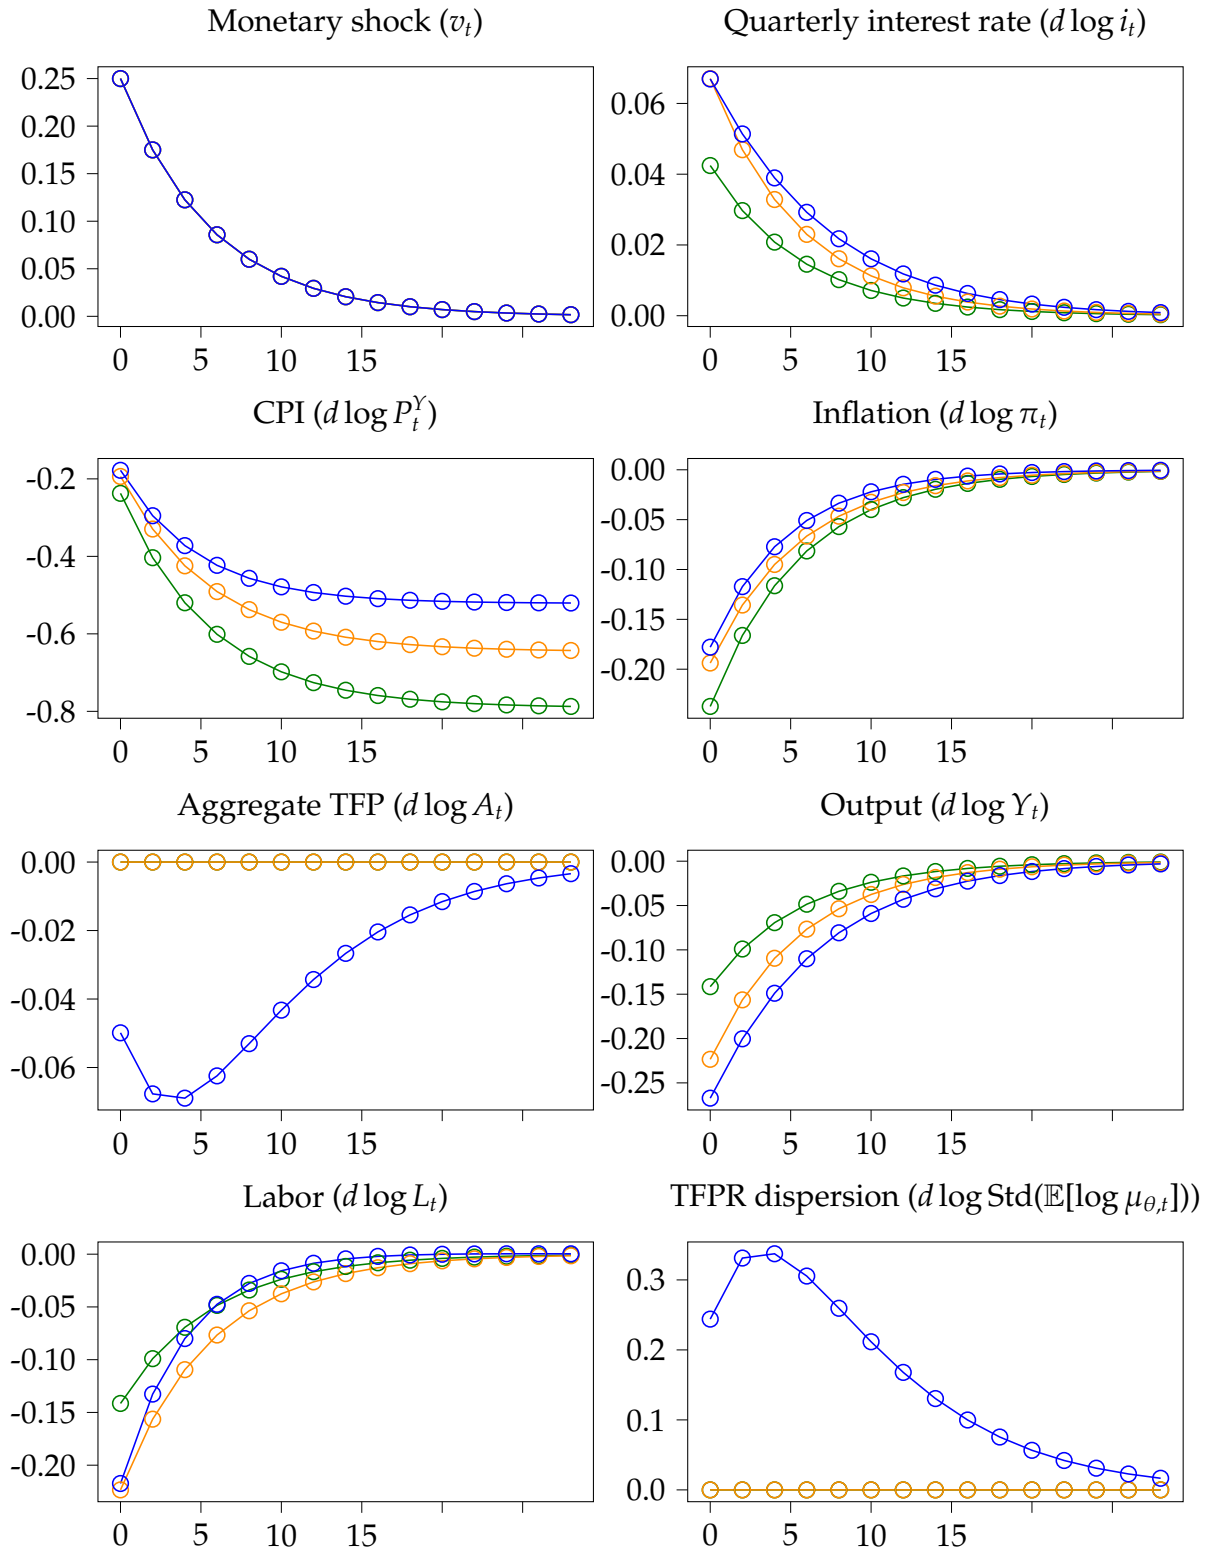 Monetary shock (v_t)
Quarterly interest rate (d log i_t)
0.25
0.20
0.15
0.10
0.05
0.00
0 5 10 15
0.06
0.04
0.02
0.00
0 5 10 15
CPI (d log P_t^Y)
Inflation (d log π_t)
-0.2
-0.4
-0.6
-0.8
0 5 10 15
0.00
-0.05
-0.10
-0.15
-0.20
0 5 10 15
Aggregate TFP (d log A_t)
Output (d log Y_t)
0.00
-0.02
-0.04
-0.06
0 5 10 15
0.00
-0.05
-0.10
-0.15
-0.20
-0.25
0 5 10 15
Labor (d log L_t)
TFPR dispersion (d log Std(𝔼[log μ_{θ,t}]))
0.00
-0.05
-0.10
-0.15
-0.20
0 5 10 15
0.3
0.2
0.1
0.0
0 5 10 15